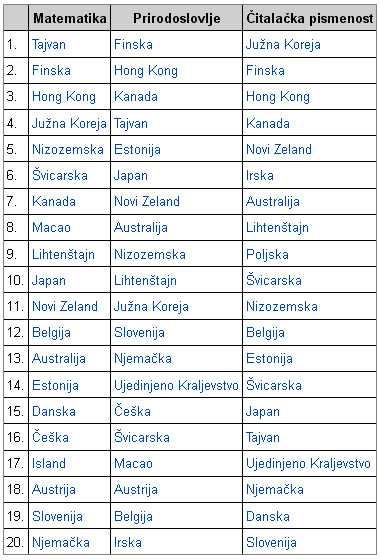 Matematika Prirodoslovlje Čitalačka pismenost
1. Tajvan Finska Južna Koreja
2. Finska Hong Kong Finska
3. Hong Kong Kanada Hong Kong
4. Južna Koreja Tajvan Kanada
5. Nizozemska Estonija Novi Zeland
6. Švicarska Japan Irska
7. Kanada Novi Zeland Australija
8. Macao Australija Lihtenštajn
9. Lihtenštajn Nizozemska Poljska
10. Japan Lihtenštajn Švicarska
11. Novi Zeland Južna Koreja Nizozemska
12. Belgija Slovenija Belgija
13. Australija Njemačka Estonija
14. Estonija Ujedinjeno Kraljevstvo Švicarska
15. Danska Češka Japan
16. Češka Švicarska Tajvan
17. Island Macao Ujedinjeno Kraljevstvo
18. Austrija Austrija Njemačka
19. Slovenija Belgija Danska
20. Njemačka Irska Slovenija